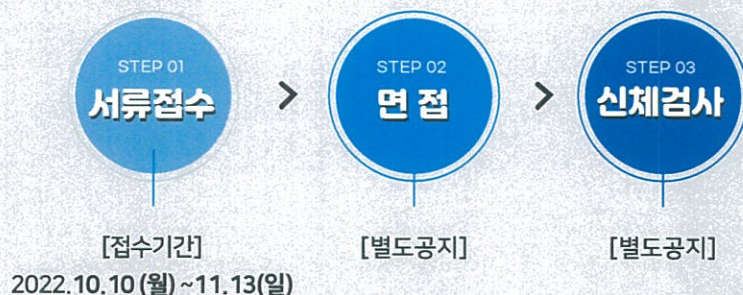 STEP 01
서류접수
>
STEP 02
면 접
>
STEP 03
신체검사
[접수기간]
2022.10.10 (월) ~11.13(일)
[별도공지]
[별도공지]